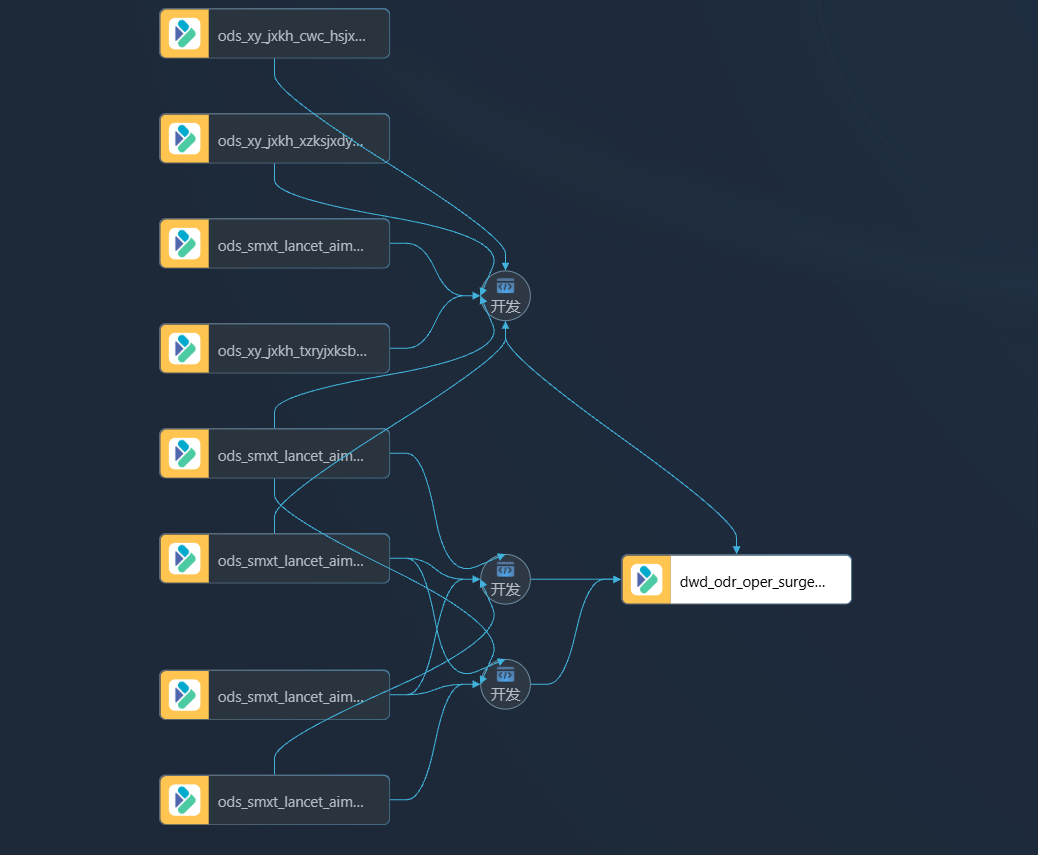 ods_xy_jxkh_cwc_hsjx...
ods_xy_jxkh_xzksjxdy...
ods_smxt_lancet_aim...
开发
ods_xy_jxkh_txryjxksb...
ods_smxt_lancet_aim...
ods_smxt_lancet_aim...
开发
dwd_odr_oper_surge...
ods_smxt_lancet_aim...
开发
ods_smxt_lancet_aim...